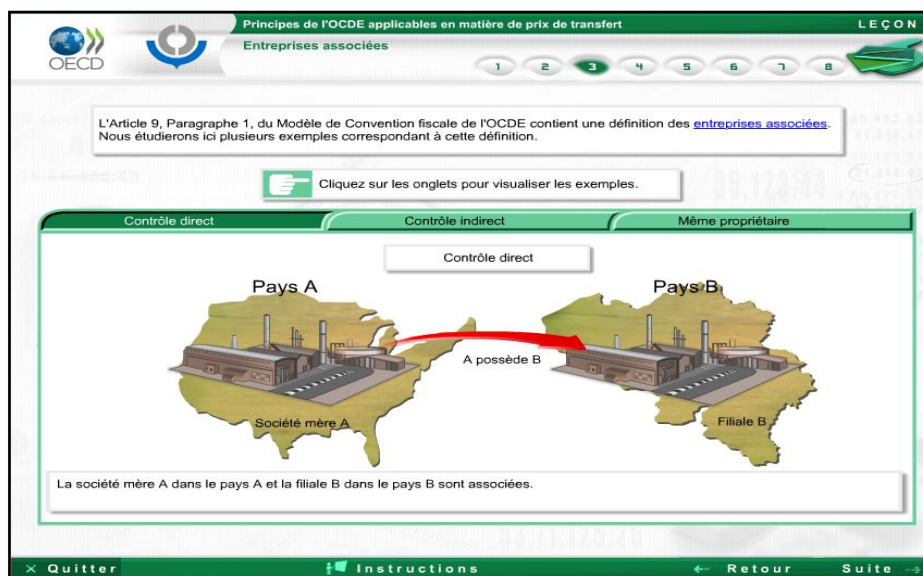 Principes de l'OCDE applicables en matière de prix de transfert
LEÇON
OECD
Entreprises associées
1 2 3 4 5 6 7 8
L'Article 9, Paragraphe 1, du Modèle de Convention fiscale de l'OCDE contient une définition des entreprises associées.
Nous étudierons ici plusieurs exemples correspondant à cette définition.
Cliquez sur les onglets pour visualiser les exemples.
Contrôle direct
Contrôle indirect
Même propriétaire
Contrôle direct
Pays A
Pays B
A possède B
Société mère A
Filiale B
La société mère A dans le pays A et la filiale B dans le pays B sont associées.
Quitter
Instructions
Retour
Suite